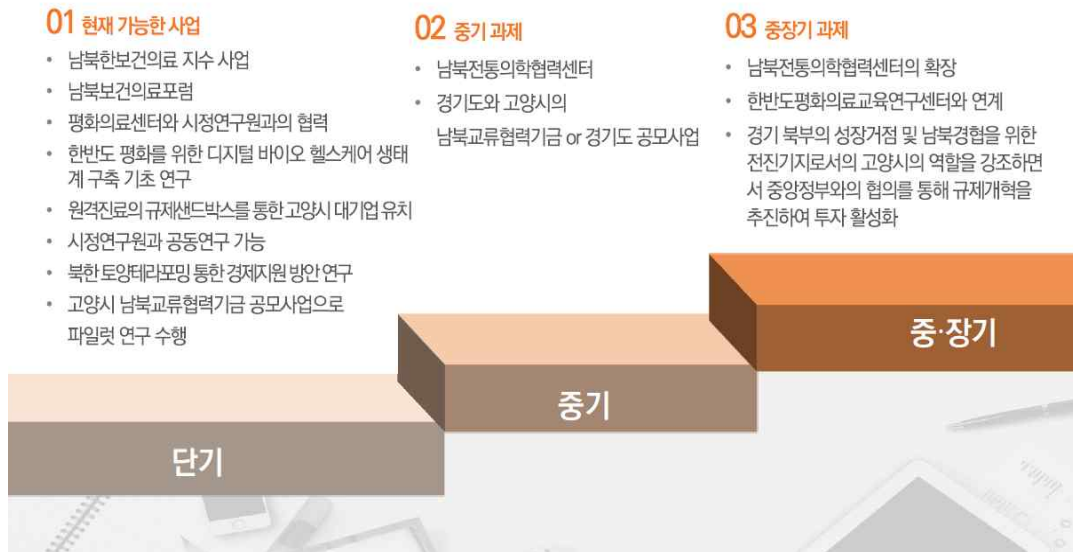 01 현재 가능한 사업
• 남북한보건의료 지수 사업
• 남북보건의료포럼
• 평화의료센터와 시정연구원과의 협력
• 한반도 평화를 위한 디지털 바이오 헬스케어 생태
계 구축 기초 연구
• 원격진료의 규제샌드박스를 통한 고양시 대기업 유치
• 시정연구원과 공동연구 가능
• 북한 토양테라포밍 통한 경제지원 방안 연구
• 고양시 남북교류협력기금 공모사업으로
파일럿 연구 수행
02 중기 과제
• 남북전통의학협력센터
• 경기도와 고양시의
남북교류협력기금 or 경기도 공모사업
03 중장기 과제
• 남북전통의학협력센터의 확장
• 한반도평화의료교육연구센터와 연계
• 경기 북부의 성장거점 및 남북경협을 위한
전진기지로서의 고양시의 역할을 강조하면
서 중앙정부와의 협의를 통해 규제개혁을
추진하여 투자 활성화
단기
중기
중·장기